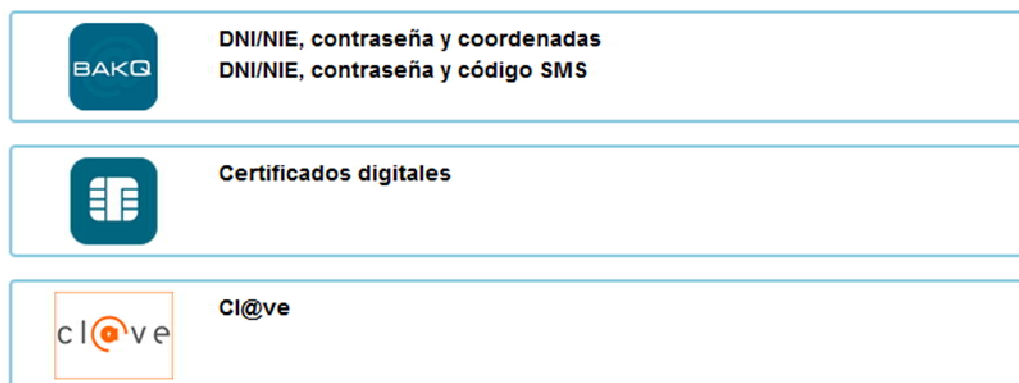 BAKQ
DNI/NIE, contraseña y coordenadas
DNI/NIE, contraseña y código SMS
Certificados digitales
cl@ve
Cl@ve